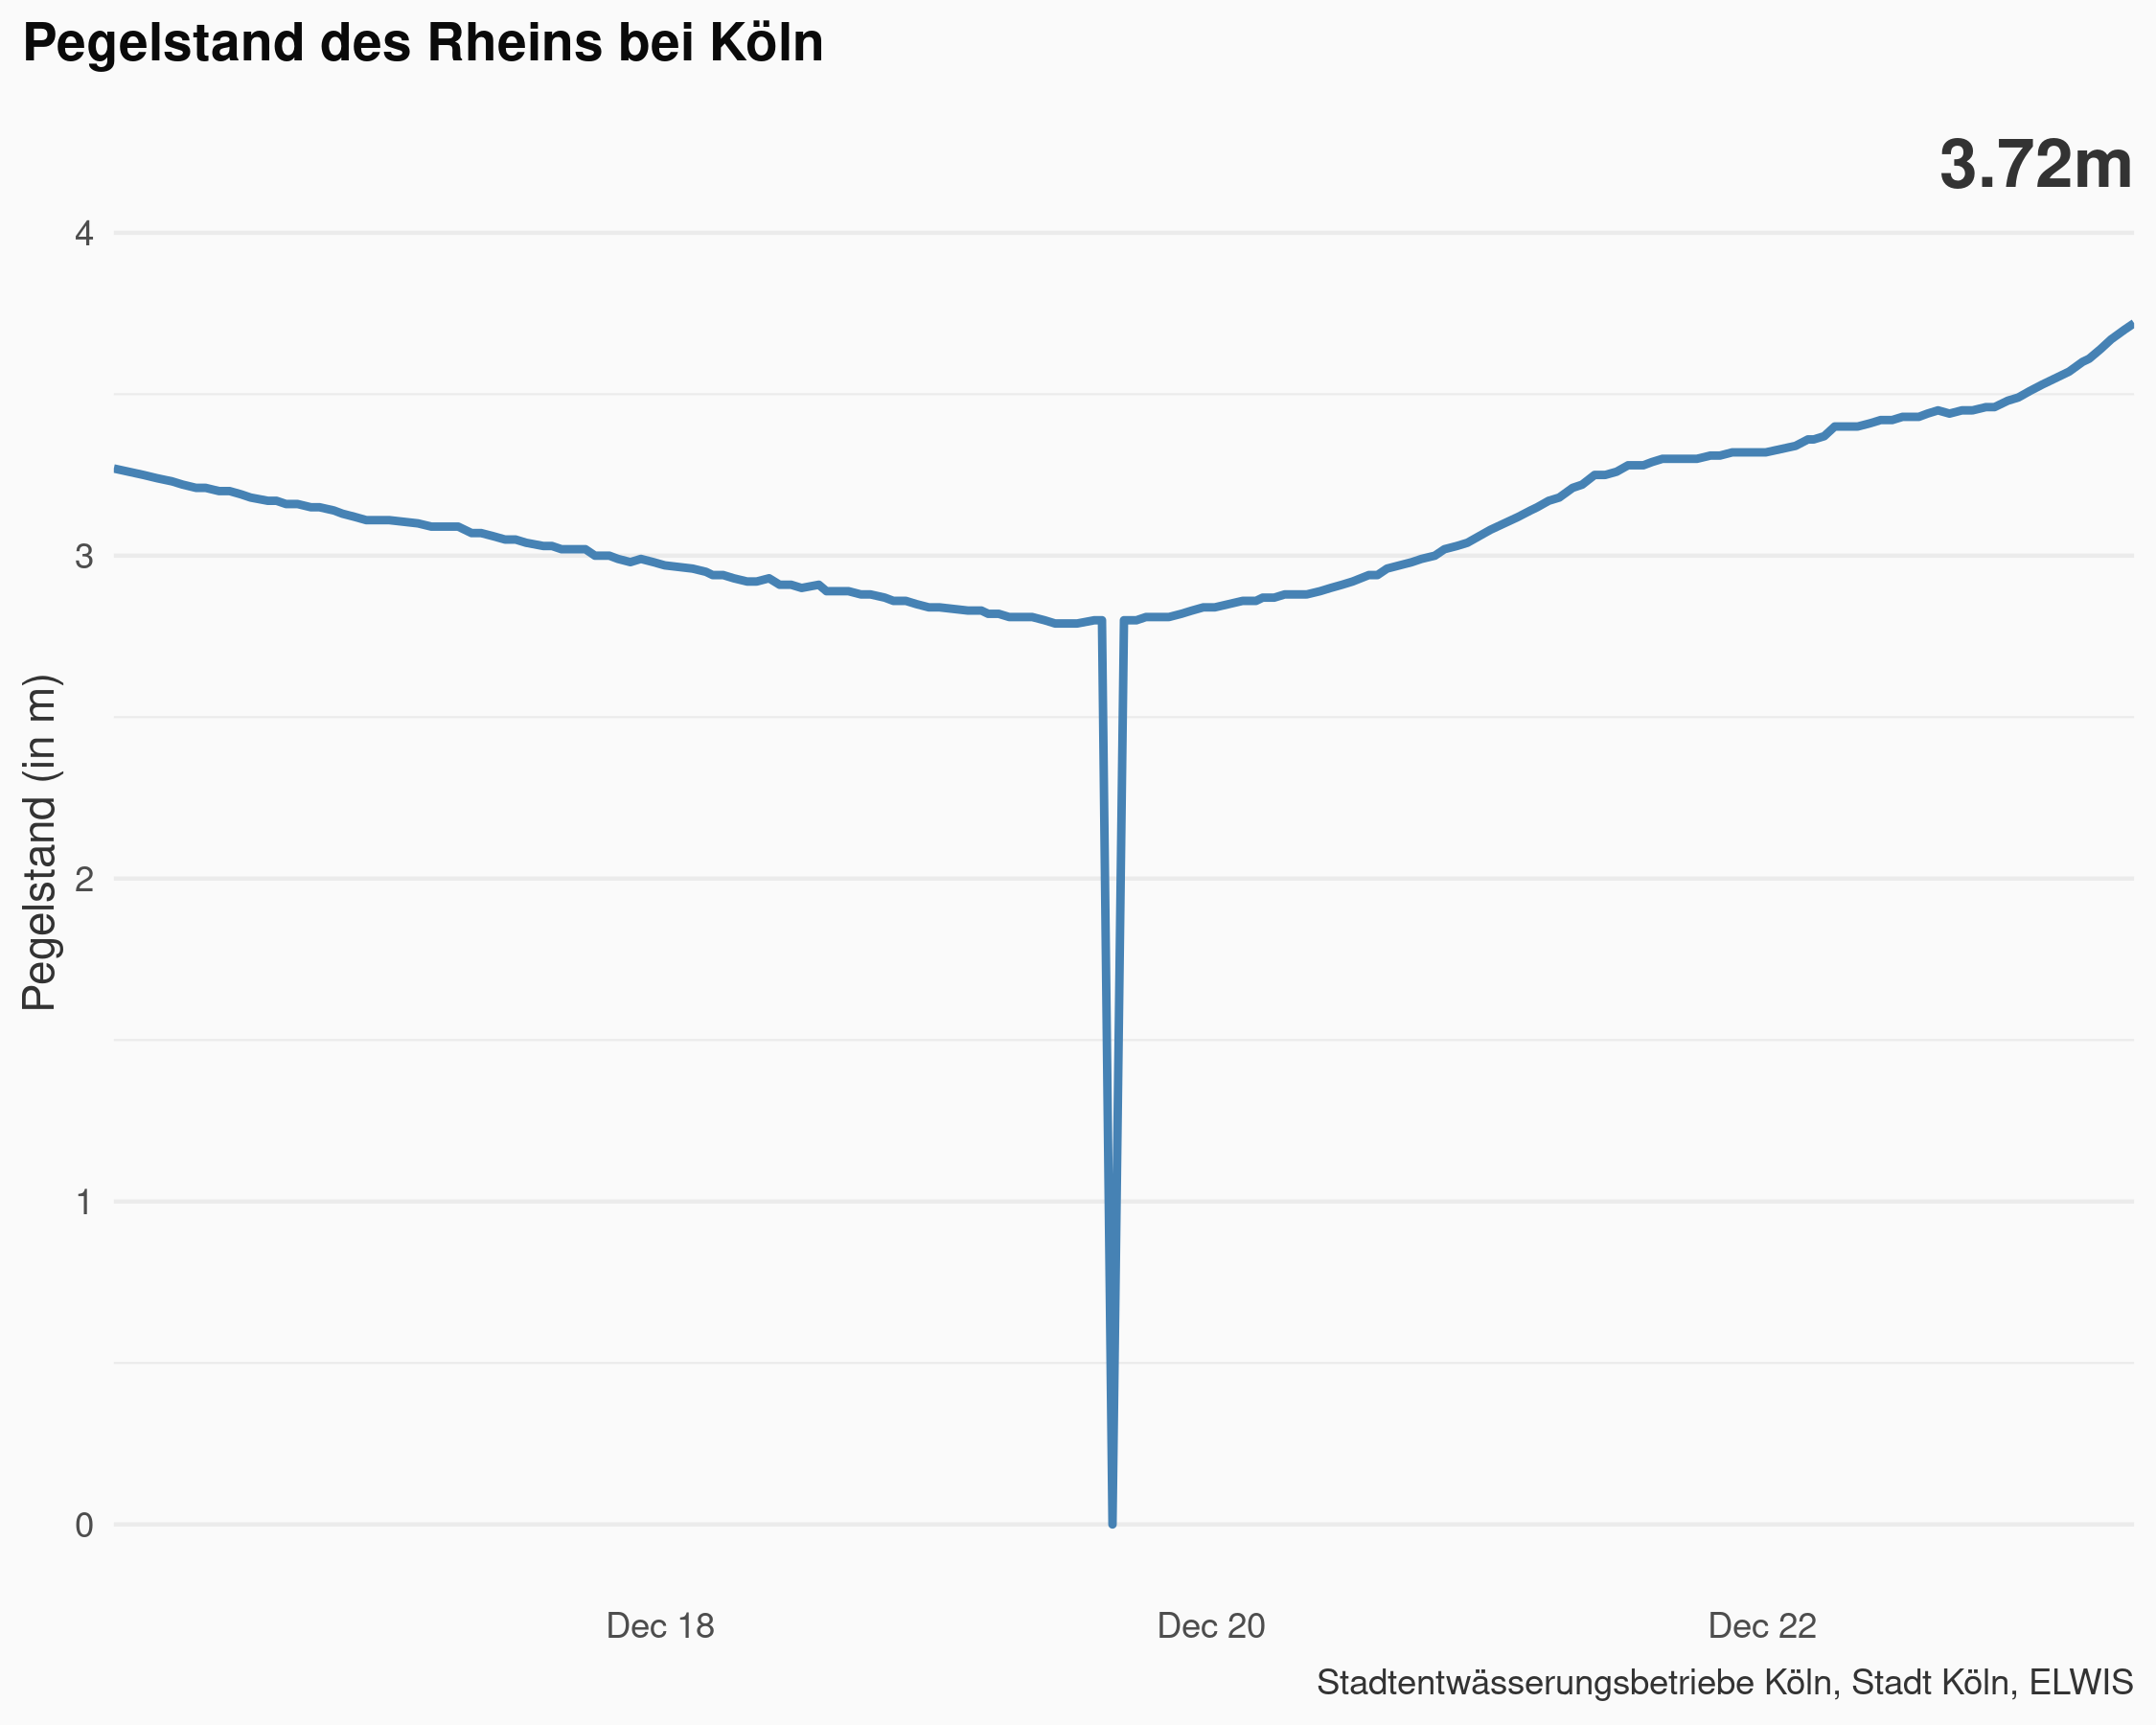 Pegelstand des Rheins bei Köln
3.72m
Pegelstand (in m)
4
3
2
1
0
Dec 18
Dec 20
Dec 22
Stadtentwässerungsbetriebe Köln, Stadt Köln, ELWIS